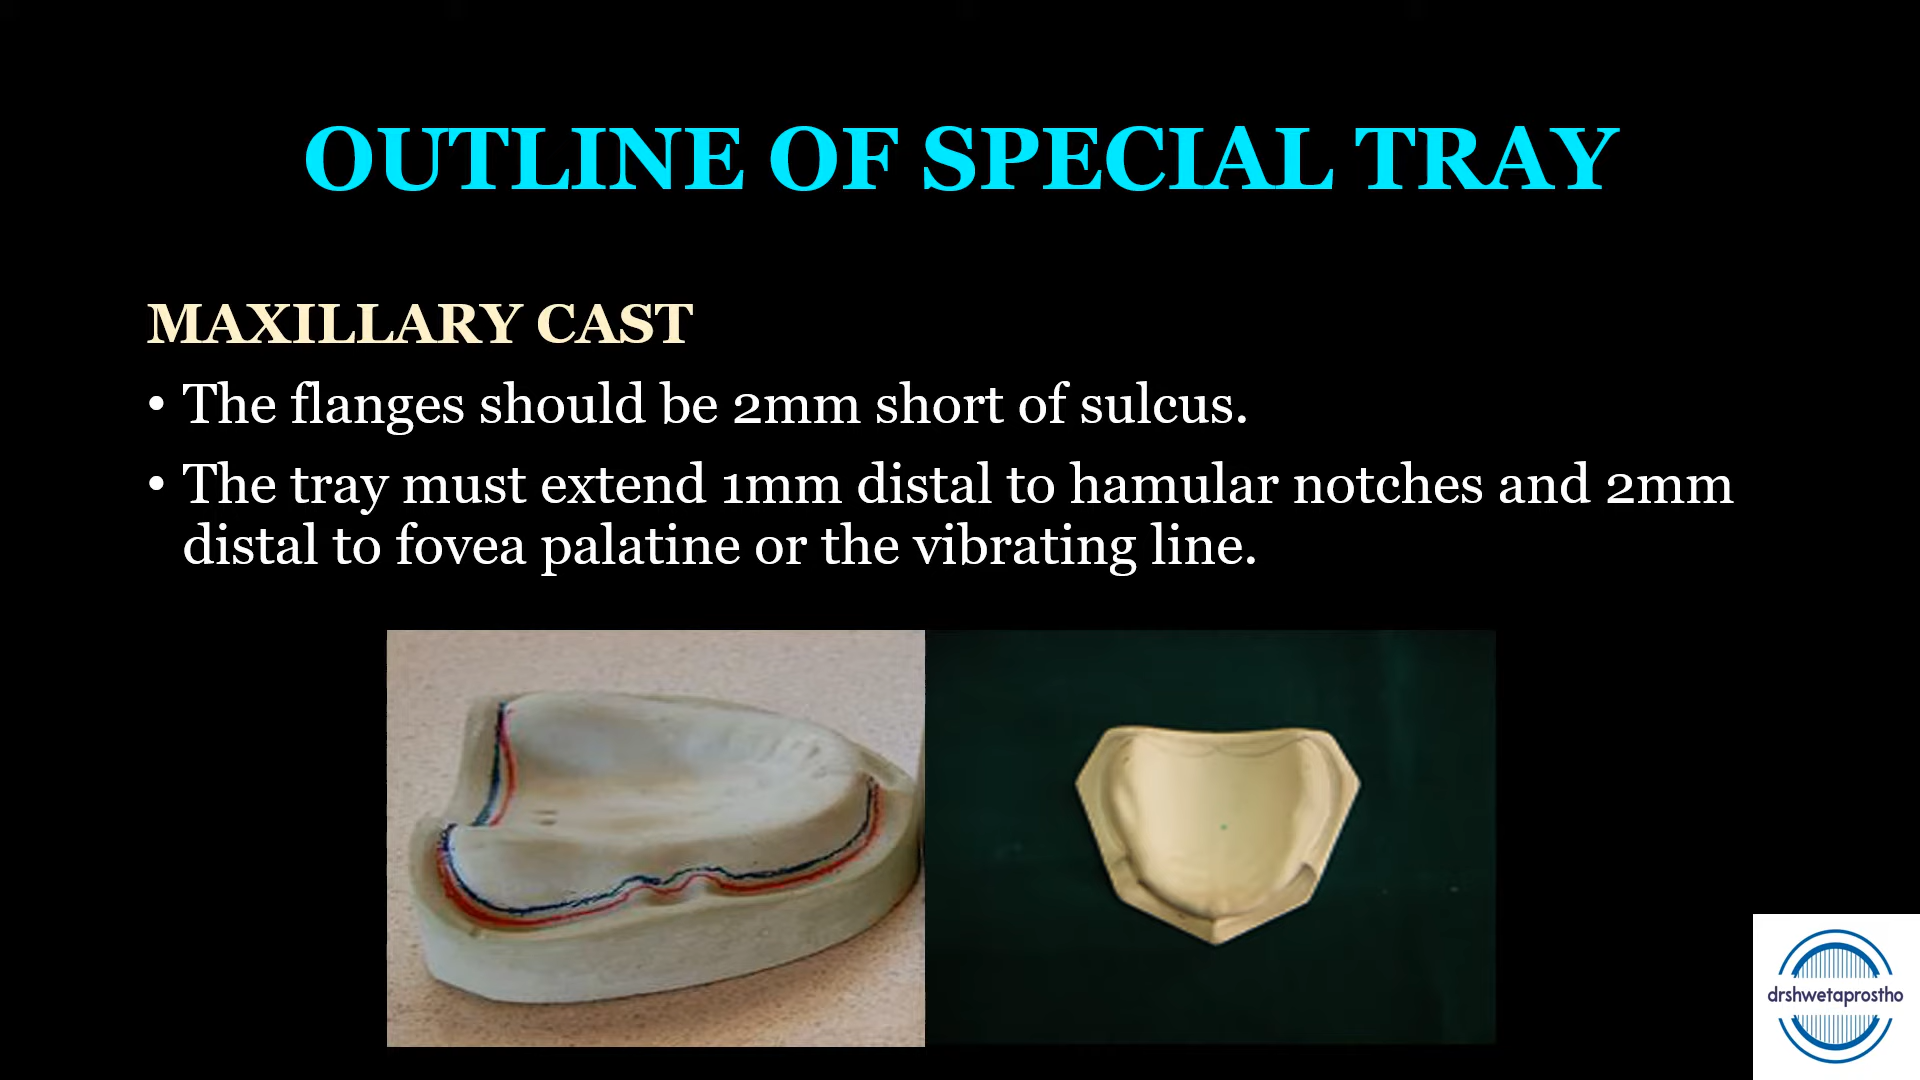 OUTLINE OF SPECIAL TRAY
MAXILLARY CAST
• The flanges should be 2mm short of sulcus.
• The tray must extend 1mm distal to hamular notches and 2mm
distal to fovea palatine or the vibrating line.
drshwetaprostho